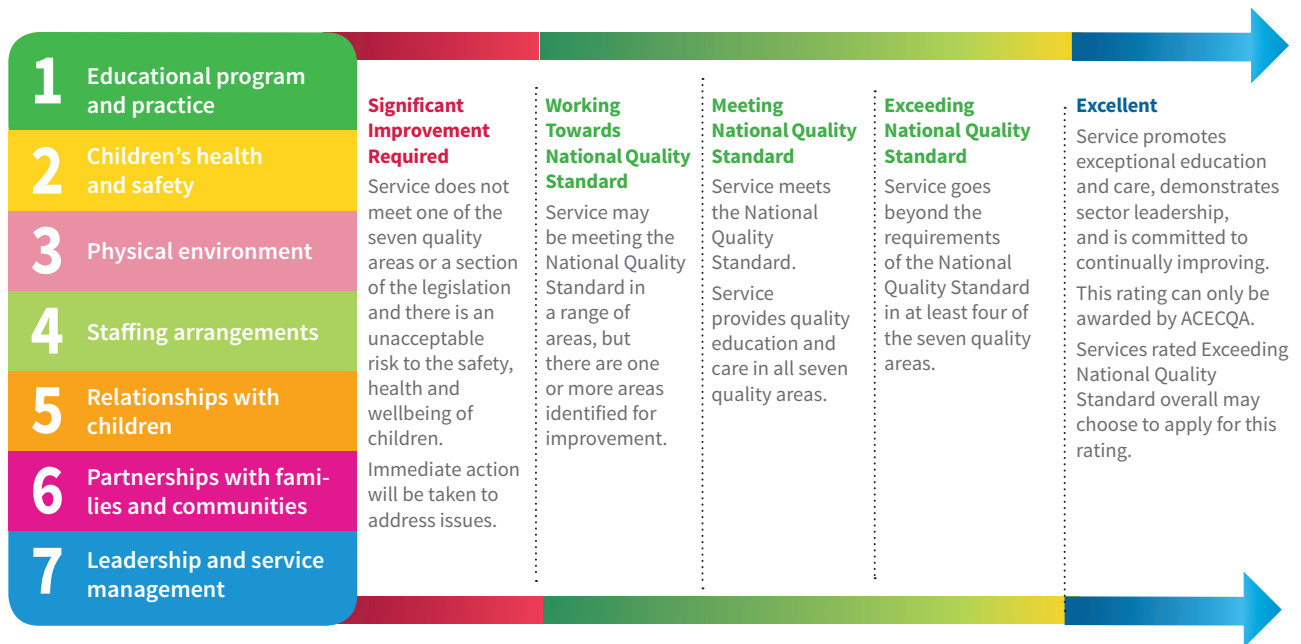 1
Educational program
and practice
2
Children's health
and safety
3
Physical environment
4
Staffing arrangements
5
Relationships with
children
6
Partnerships with fami-
lies and communities
7
Leadership and service
management
Significant
Improvement
Required
Service does not
meet one of the
seven quality
areas or a section
of the legislation
and there is an
unacceptable
risk to the safety,
health and
wellbeing of
children.
Immediate action
will be taken to
address issues.
Working
Towards
National Quality
Standard
Service may
be meeting the
National Quality
Standard in
a range of
areas, but
there are one
or more areas
identified for
improvement.
Meeting
National Quality
Standard
Service meets
the National
Quality
Standard.
Service
provides quality
education and
care in all seven
quality areas.
Exceeding
National Quality
Standard
Service goes
beyond the
requirements
of the National
Quality Standard
in at least four of
the seven quality
areas.
Excellent
Service promotes
exceptional education
and care, demonstrates
sector leadership,
and is committed to
continually improving.
This rating can only be
awarded by ACECQA.
Services rated Exceeding
National Quality
Standard overall may
choose to apply for this
rating.